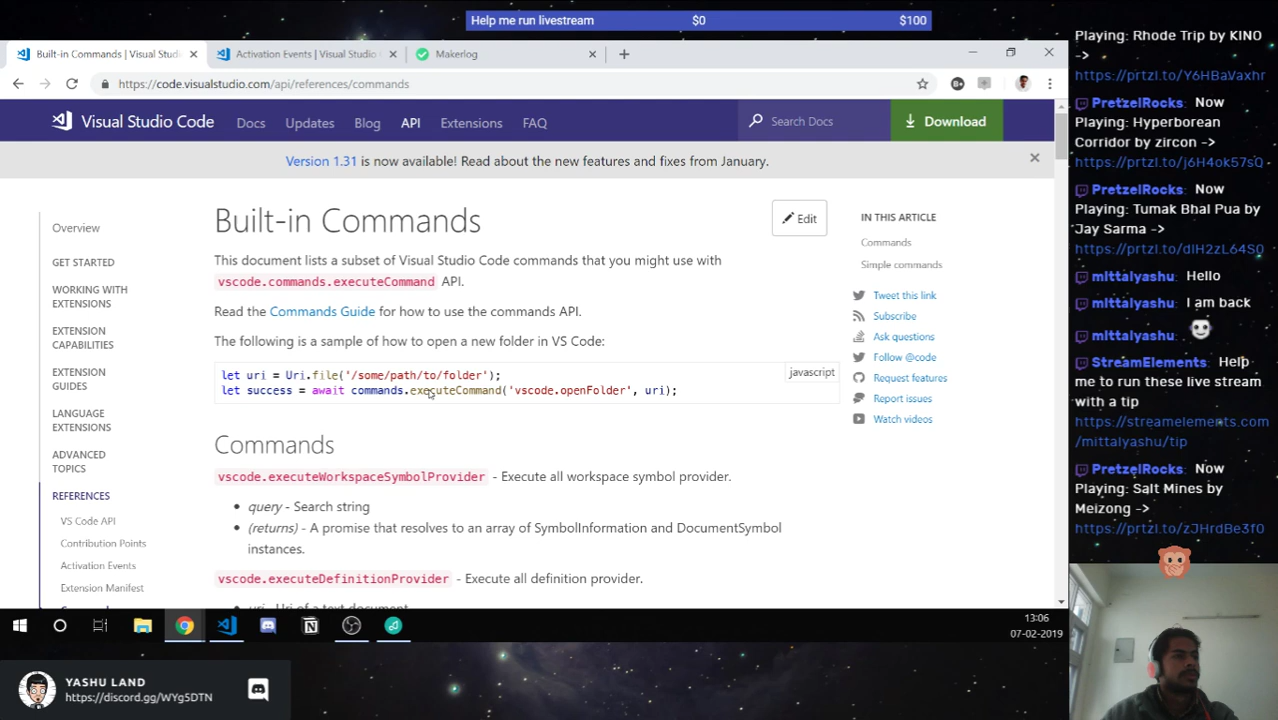 Help me run livestream $0 $100
Built-in Commands | Visual Studi
Activation Events | Visual Studio
Makerlog
https://code.visualstudio.com/api/references/commands
Visual Studio Code
Docs
Updates
Blog
API
Extensions
FAQ
Search Docs
Download
Version 1.31 is now available! Read about the new features and fixes from January.
Overview
GET STARTED
WORKING WITH
EXTENSIONS
EXTENSION
CAPABILITIES
EXTENSION
GUIDES
LANGUAGE
EXTENSIONS
ADVANCED
TOPICS
REFERENCES
VS Code API
Contribution Points
Activation Events
Extension Manifest
Built-in Commands
Edit
This document lists a subset of Visual Studio Code commands that you might use with
vscode.commands.executeCommand API.
Read the Commands Guide for how to use the commands API.
The following is a sample of how to open a new folder in VS Code:
let uri = Uri.file('/some/path/to/folder');
let success = await commands.executeCommand('vscode.openFolder', uri);
javascript
Commands
vscode.executeWorkspaceSymbolProvider - Execute all workspace symbol provider.
• query - Search string
• (returns) - A promise that resolves to an array of SymbolInformation and DocumentSymbol
instances.
vscode.executeDefinitionProvider - Execute all definition provider.
• uri - Uri of a text document
IN THIS ARTICLE
Commands
Simple commands
Tweet this link
Subscribe
Ask questions
Follow @code
Request features
Report issues
Watch videos
13:06
07-02-2019
Playing: Rhode Trip by KINO
->
https://prtzl.to/Y6HBaVaxhr
PretzelRocks: Now
Playing: Hyperborean
Corridor by zircon ->
https://prtzl.to/j6H4ok57sQ
PretzelRocks: Now
Playing: Tumak Bhal Pua by
Jay Sarma ->
https://prtzl.to/dIH2zL64S0
mittalyashu: Hello
mittalyashu: I am back
mittalyashu:
StreamElements: Help
me to run these live stream
with a tip
https://streamelements.com
/mittalyashu/tip
PretzelRocks: Now
Playing: Salt Mines by
Meizong ->
https://prtzl.to/zJHrdBe3f0
YASHU LAND
https://discord.gg/WYg5DTN